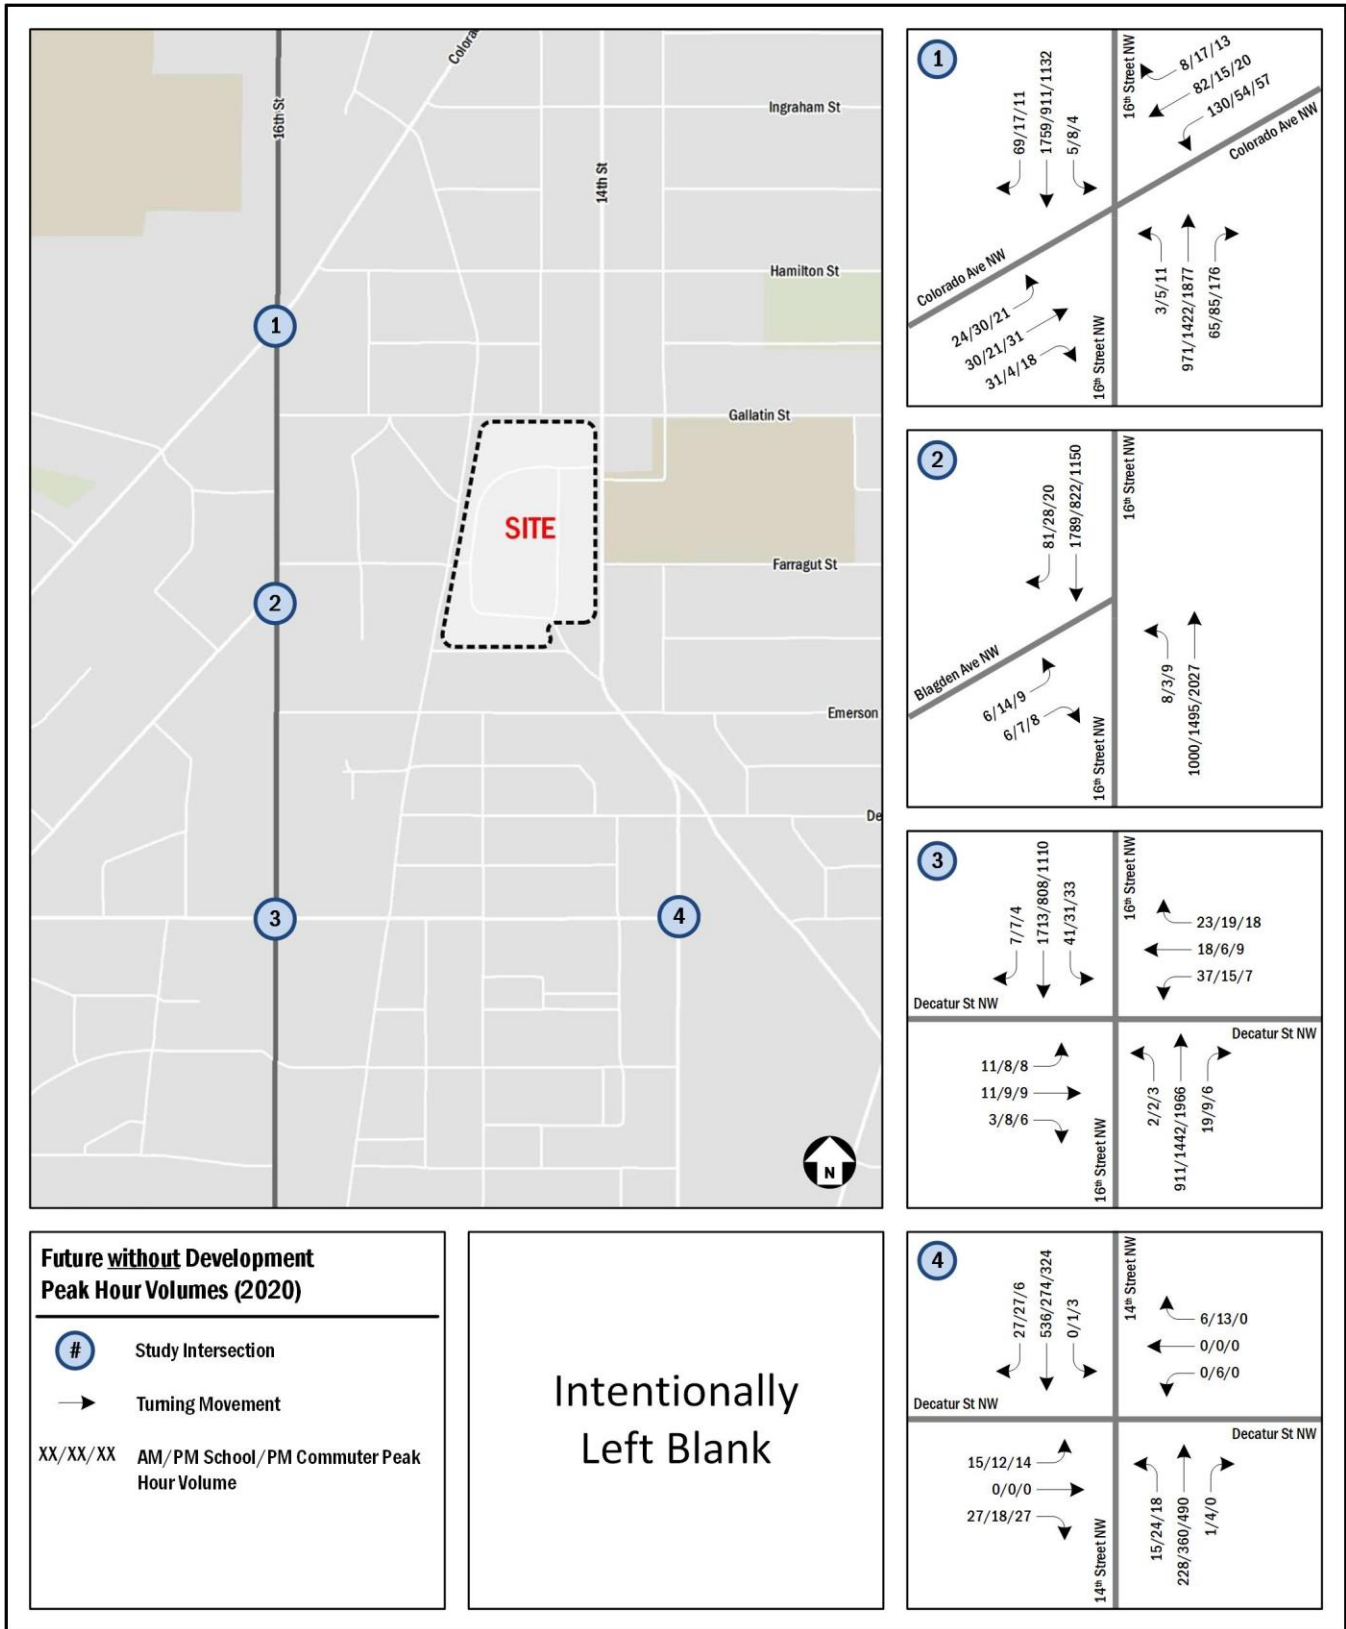 16th St
Colora
Ingraham St
14th St
Hamilton St
1
Gallatin St
SITE
Farragut St
2
Emerson
De
3
4
N
1
69/17/11
1759/911/1132
5/8/4
16th Street NW
8/17/13
82/15/20
130/54/57
Colorado Ave NW
Colorado Ave NW
24/30/21
30/21/31
31/4/18
16th Street NW
3/5/11
971/1422/1877
65/85/176
2
81/28/20
1789/822/1150
16th Street NW
Blagden Ave NW
6/14/9
6/7/8
16th Street NW
8/3/9
1000/1495/2027
3
7/7/4
1713/808/1110
41/31/33
16th Street NW
23/19/18
18/6/9
37/15/7
Decatur St NW
Decatur St NW
11/8/8
11/9/9
3/8/6
16th Street NW
2/2/3
911/1442/1966
19/9/6
4
27/27/6
536/274/324
0/1/3
14th Street NW
6/13/0
0/0/0
0/6/0
Decatur St NW
Decatur St NW
15/12/14
0/0/0
27/18/27
14th Street NW
15/24/18
228/360/490
1/4/0
Future without Development
Peak Hour Volumes (2020)
# Study Intersection
Turning Movement
XX/XX/XX AM/PM School/PM Commuter Peak
Hour Volume
Intentionally
Left Blank